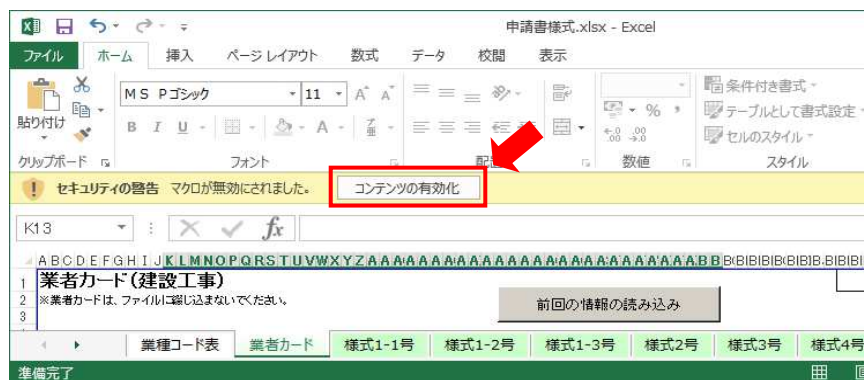 申請書様式.xlsx - Excel
ファイル ホーム 挿入 ページ レイアウト 数式 データ 校閲 表示
ＭＳ Ｐゴシック 11 A A 条件付き書式
% , テーブルとして書式設定
貼り付け B I U A セルのスタイル
クリップボード フォント 数値 スタイル
セキュリティの警告 マクロが無効にされました。 コンテンツの有効化
K13 fx
A B C D E F G H I J K L M N O P Q R S T U V W X Y Z
1 業者カード(建設工事)
2 ※業者カードは、ファイルに綴じ込まないでください。
前回の情報の読み込み
3
業種コード表 業者カード 様式1-1号 様式1-2号 様式1-3号 様式2号 様式3号 様式4号
準備完了